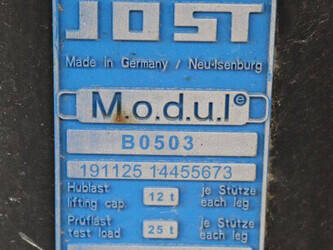 JOST
Made in Germany / Neu-Isenburg
M.o.d.u.l e
B0503
191125 14455673
Hublast je Stütze
lifting cap. 12 t each leg
Prüflast je Stütze
test load 25 t each leg